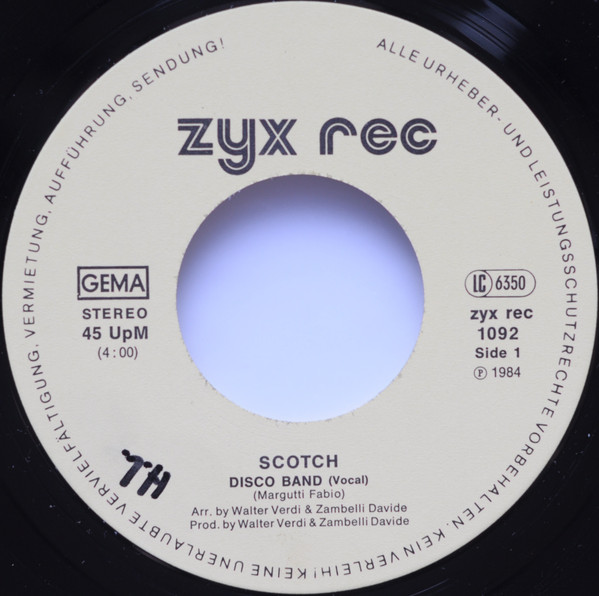 ALLE URHEBER- UND LEISTUNGSSCHUTZRECHTE VORBEHALTEN. KEIN VERLEIH! KEINE UNERLAUBTE VERVIELFÄLTIGUNG, VERMIETUNG, AUFFÜHRUNG, SENDUNG!
zyx rec
GEMA
STEREO
45 UpM
(4:00)
LC 6350
zyx rec
1092
Side 1
Ⓟ 1984
TH
SCOTCH
DISCO BAND (Vocal)
(Margutti Fabio)
Arr. by Walter Verdi & Zambelli Davide
Prod. by Walter Verdi & Zambelli Davide